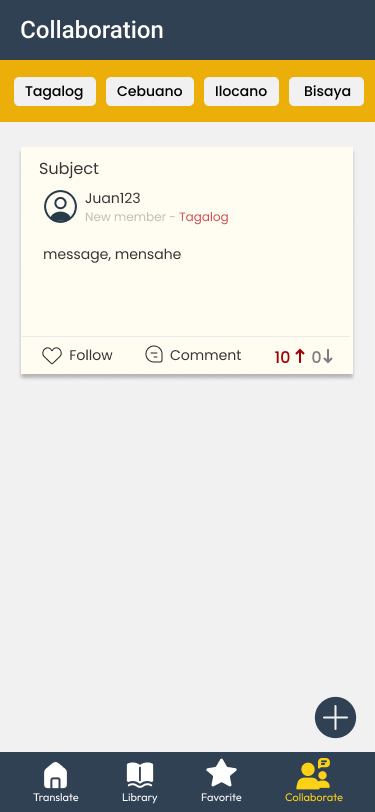 Collaboration
Tagalog Cebuano Ilocano Bisaya
Subject
Juan123
New member - Tagalog
message, mensahe
Follow Comment 10 0
Translate Library Favorite Collaborate